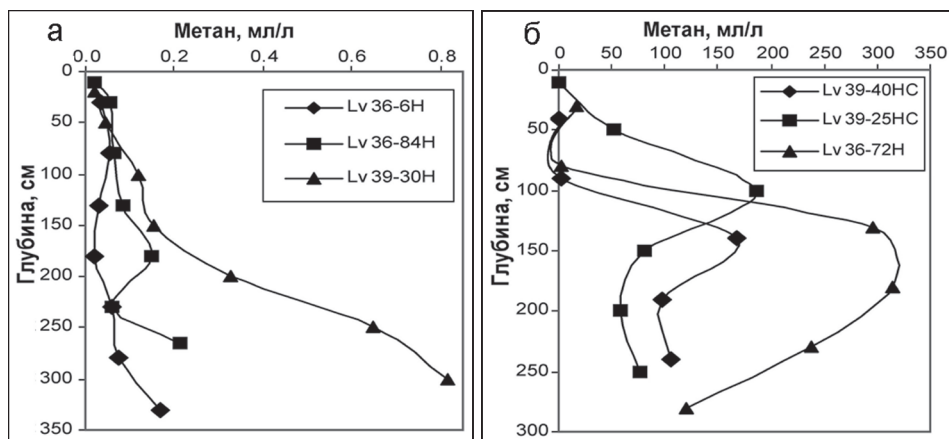 а
Метан, мл/л
0.0 0.2 0.4 0.6 0.8
Глубина, см
0
50
100
150
200
250
300
350
Lv 36-6H
Lv 36-84H
Lv 39-30H
б
Метан, мл/л
0 50 100 150 200 250 300 350
Глубина, см
0
50
100
150
200
250
300
Lv 39-40HC
Lv 39-25HC
Lv 36-72H